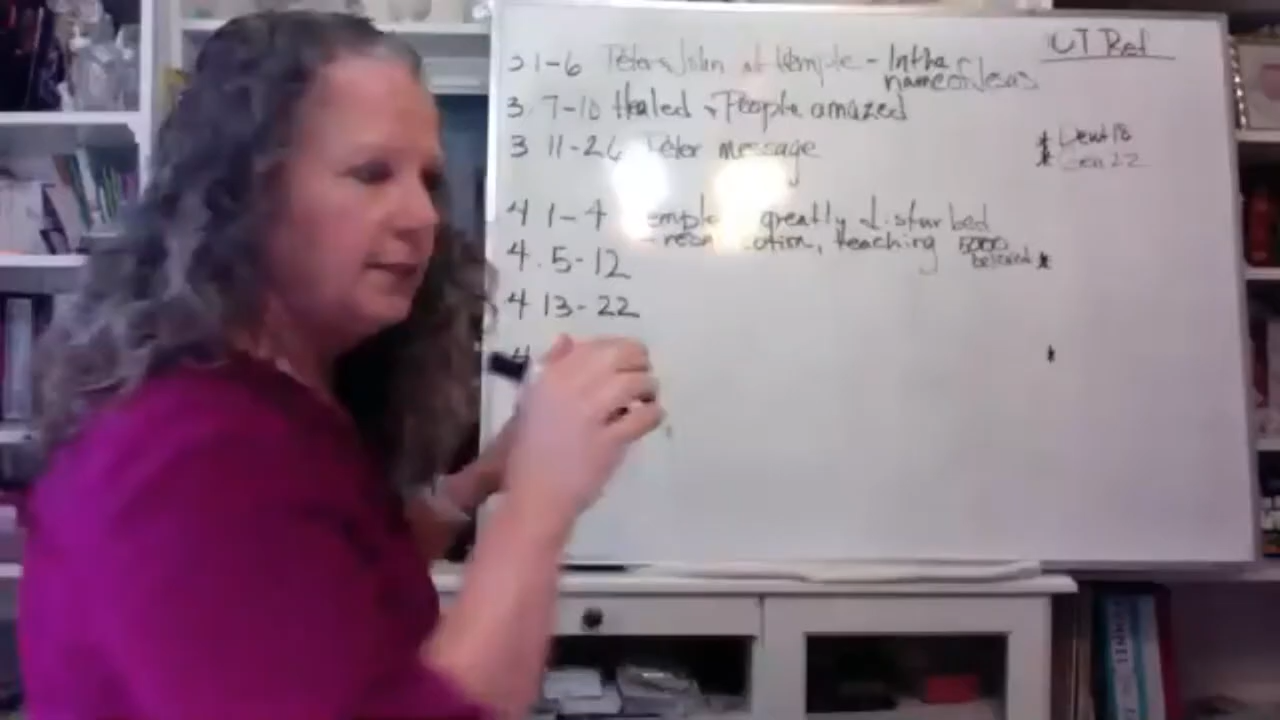 1-6 Peter & John at temple - In the
name of Jesus
OT Ref
3 7-10 Healed & People amazed
3 11-26 Peter message
* Deut 18
* Gen 22
4 1-4 greatly disturbed
teaching 5000
believed *
4. 5-12
4 13-22
4
*